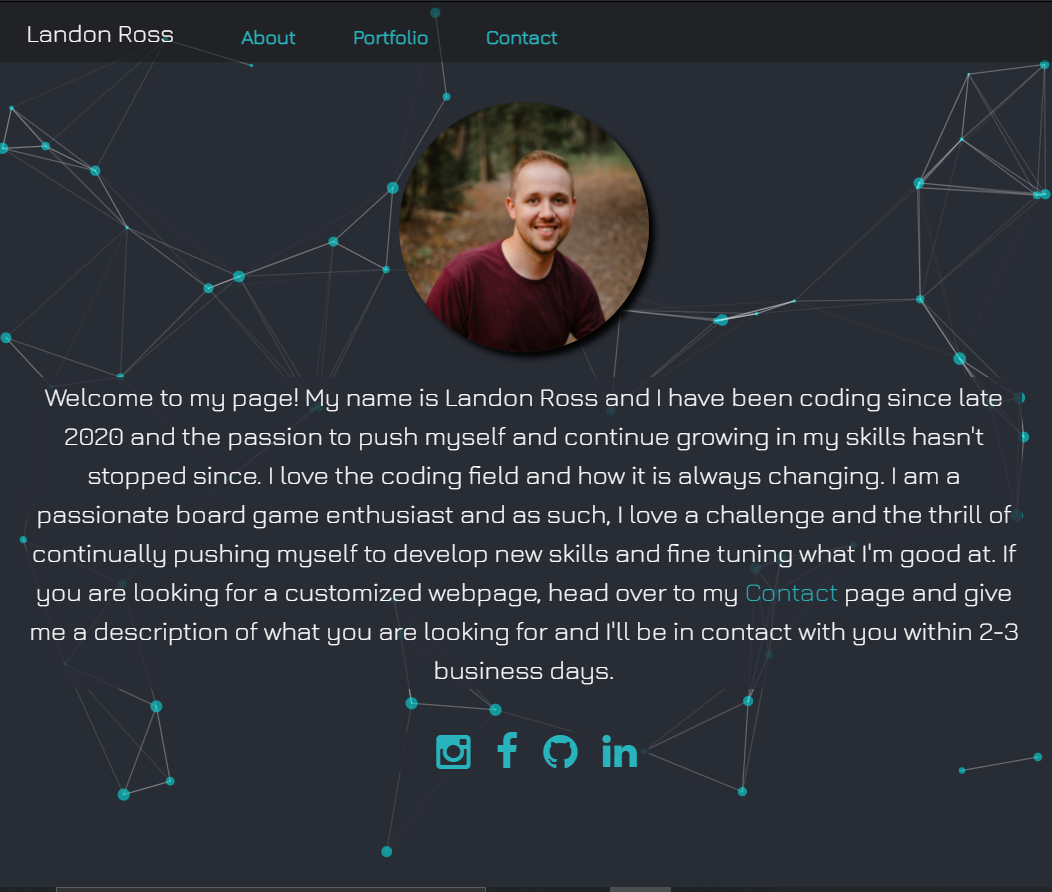 Landon Ross
About
Portfolio
Contact
Welcome to my page! My name is Landon Ross and I have been coding since late
2020 and the passion to push myself and continue growing in my skills hasn't
stopped since. I love the coding field and how it is always changing. I am a
passionate board game enthusiast and as such, I love a challenge and the thrill of
continually pushing myself to develop new skills and fine tuning what I'm good at. If
you are looking for a customized webpage, head over to my Contact page and give
me a description of what you are looking for and I'll be in contact with you within 2-3
business days.